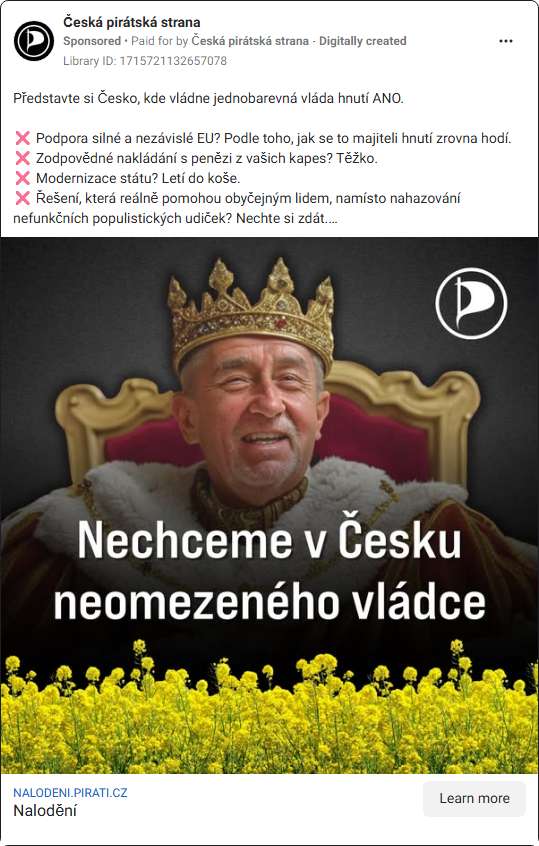 Česká pirátská strana
Sponsored • Paid for by Česká pirátská strana · Digitally created
Library ID: 1715721132657078
Představte si Česko, kde vládne jednobarevná vláda hnutí ANO.
❌ Podpora silné a nezávislé EU? Podle toho, jak se to majiteli hnutí zrovna hodí.
❌ Zodpovědné nakládání s penězi z vašich kapes? Těžko.
❌ Modernizace státu? Letí do koše.
❌ Řešení, která reálně pomohou obyčejným lidem, namísto nahazování
nefunkčních populistických udiček? Nechte si zdát....
Nechceme v Česku
neomezeného vládce
NALODENI.PIRATI.CZ
Nalodění
Learn more